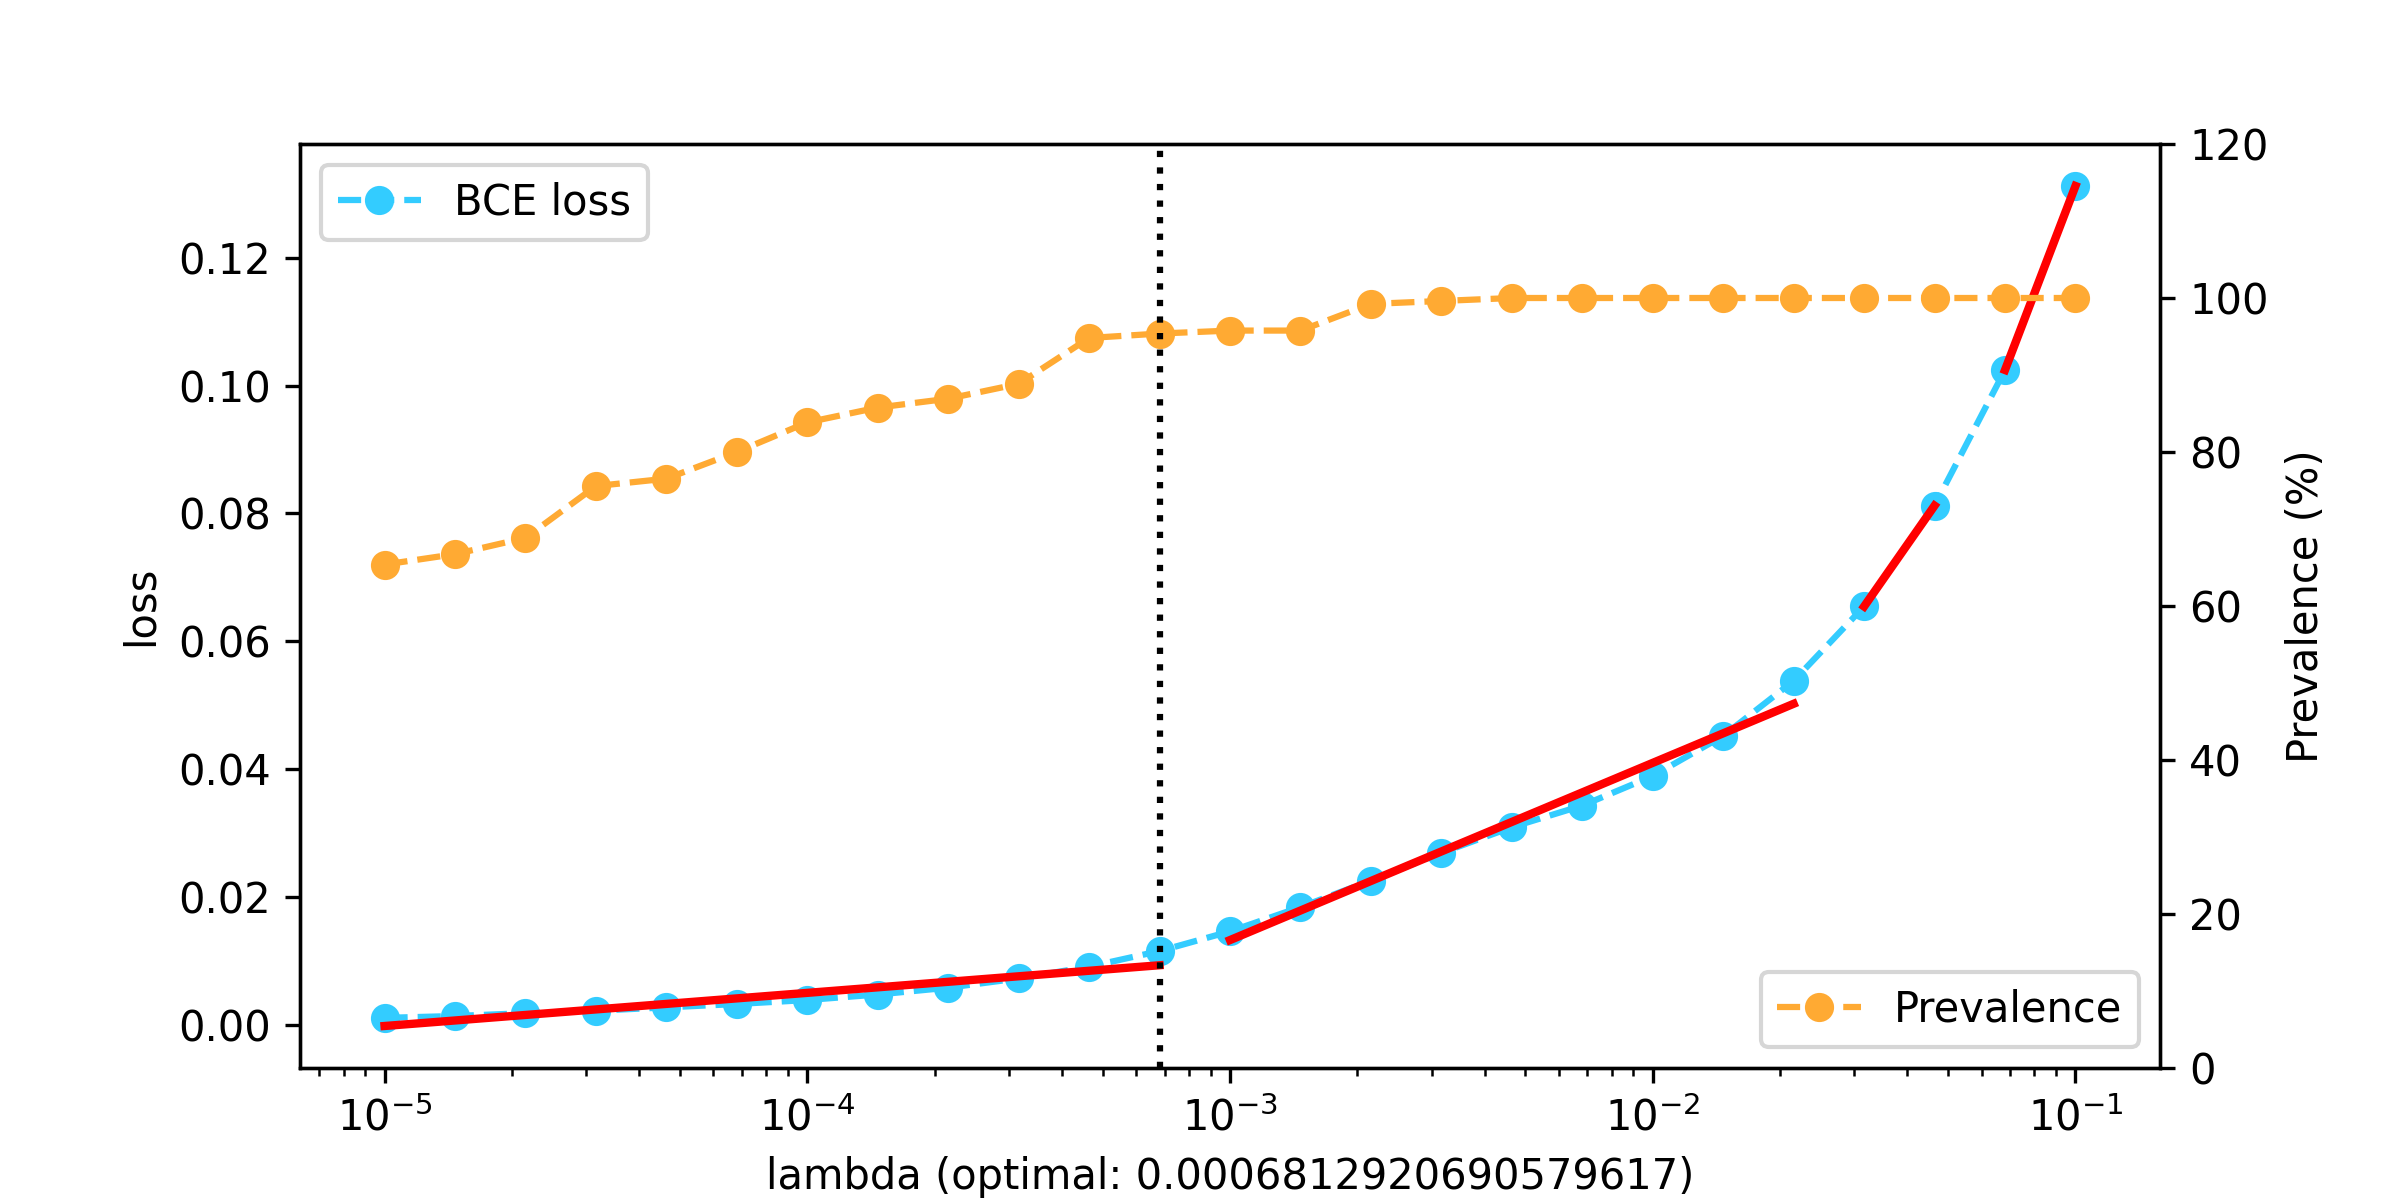 BCE loss
Prevalence
loss
0.12
0.10
0.08
0.06
0.04
0.02
0.00
120
100
80
60
40
20
0
Prevalence (%)
10⁻⁵ 10⁻⁴ 10⁻³ 10⁻² 10⁻¹
lambda (optimal: 0.0006812920690579617)